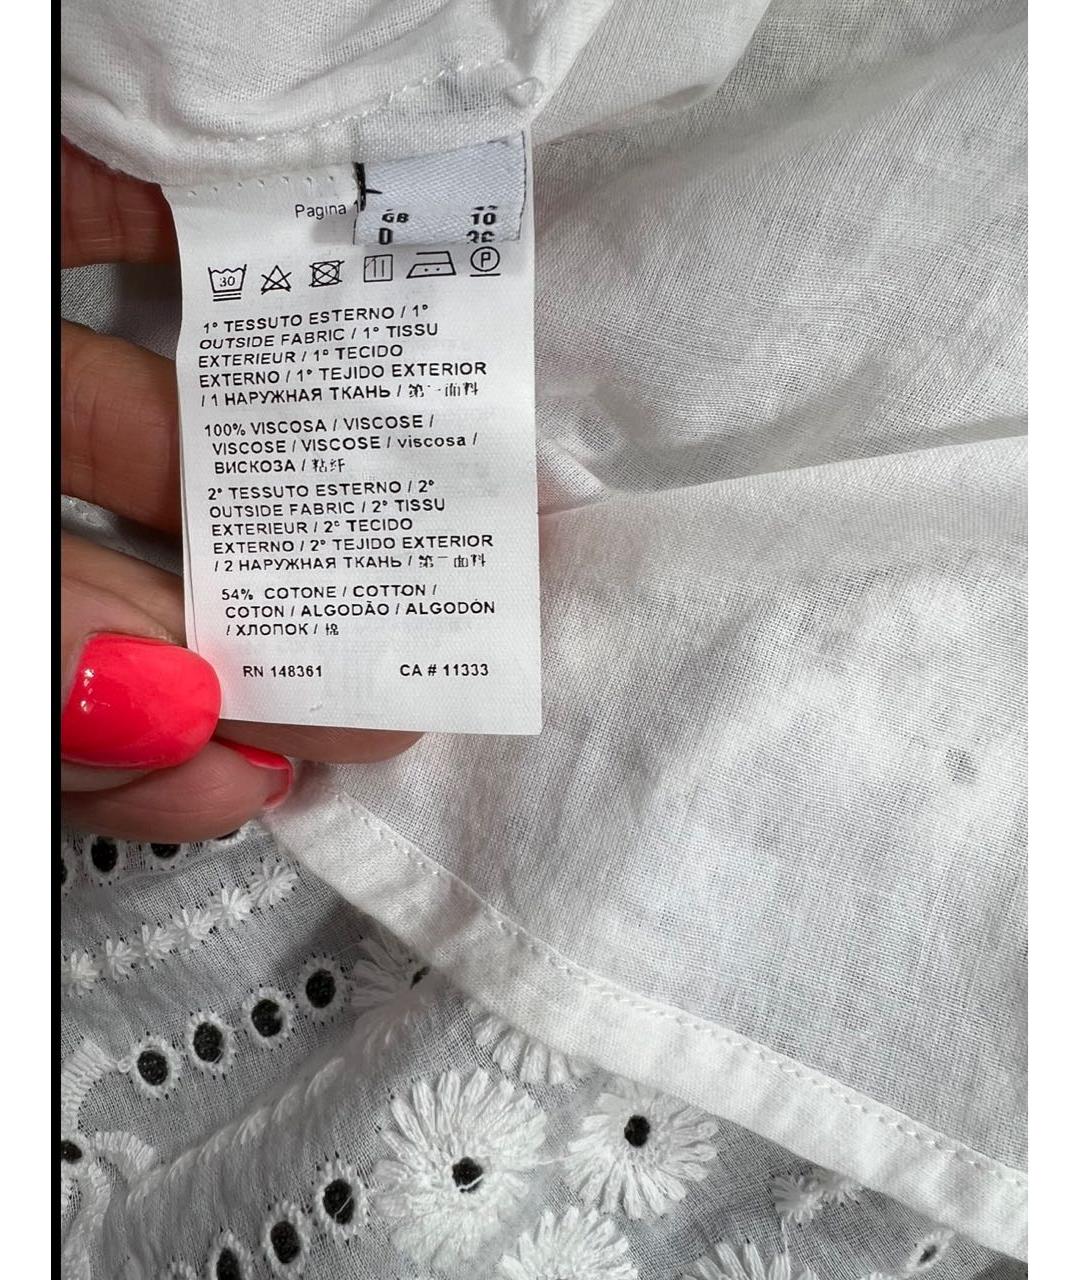 Pagina
GB 10
D
30
P
1° TESSUTO ESTERNO / 1°
OUTSIDE FABRIC / 1° TISSU
EXTERIEUR / 1° TECIDO
EXTERNO / 1° TEJIDO EXTERIOR
/ 1 НАРУЖНАЯ ТКАНЬ / 第一面料
100% VISCOSA / VISCOSE /
VISCOSE / VISCOSE / viscosa /
ВИСКОЗА / 粘纤
2° TESSUTO ESTERNO / 2°
OUTSIDE FABRIC / 2° TISSU
EXTERIEUR / 2° TECIDO
EXTERNO / 2° TEJIDO EXTERIOR
/ 2 НАРУЖНАЯ ТКАНЬ / 第二面料
54% COTONE / COTTON /
COTON / ALGODÃO / ALGODÓN
/ ХЛОПОК / 棉
RN 148361 CA # 11333